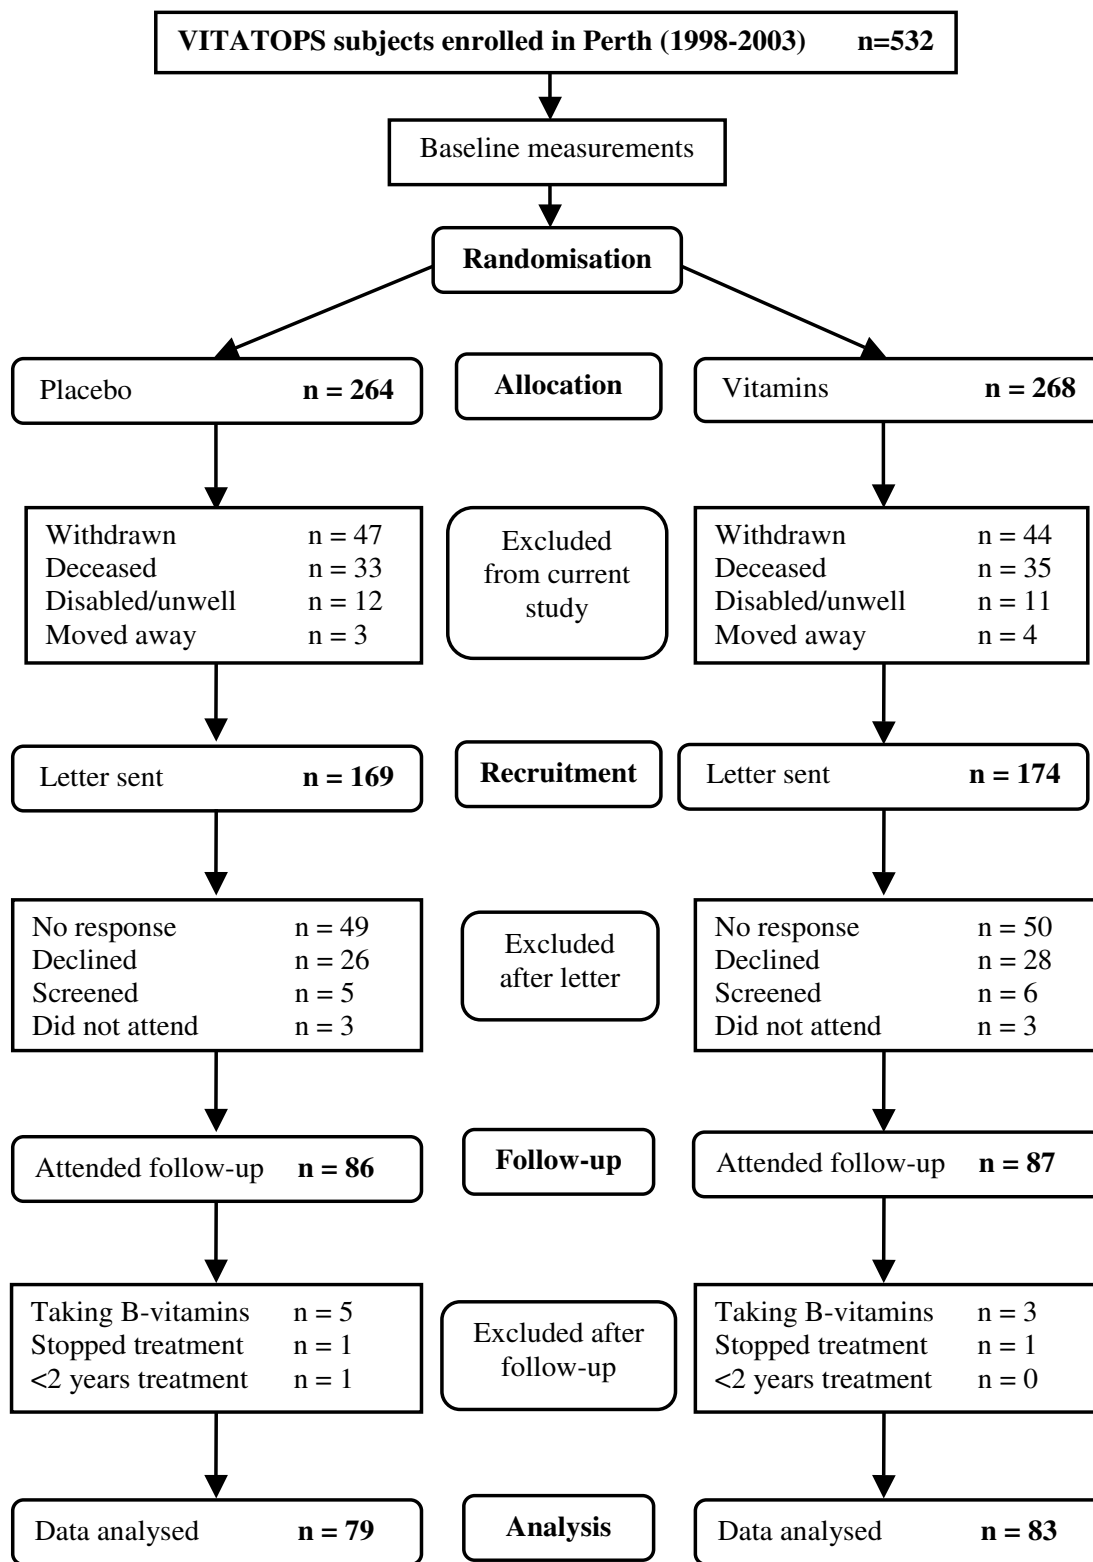 VITATOPS subjects enrolled in Perth (1998-2003) n=532
Baseline measurements
Randomisation
Placebo n = 264
Allocation
Vitamins n = 268
Withdrawn n = 47
Deceased n = 33
Disabled/unwell n = 12
Moved away n = 3
Excluded
from current
study
Withdrawn n = 44
Deceased n = 35
Disabled/unwell n = 11
Moved away n = 4
Letter sent n = 169
Recruitment
Letter sent n = 174
No response n = 49
Declined n = 26
Screened n = 5
Did not attend n = 3
Excluded
after letter
No response n = 50
Declined n = 28
Screened n = 6
Did not attend n = 3
Attended follow-up n = 86
Follow-up
Attended follow-up n = 87
Taking B-vitamins n = 5
Stopped treatment n = 1
<2 years treatment n = 1
Excluded after
follow-up
Taking B-vitamins n = 3
Stopped treatment n = 1
<2 years treatment n = 0
Data analysed n = 79
Analysis
Data analysed n = 83